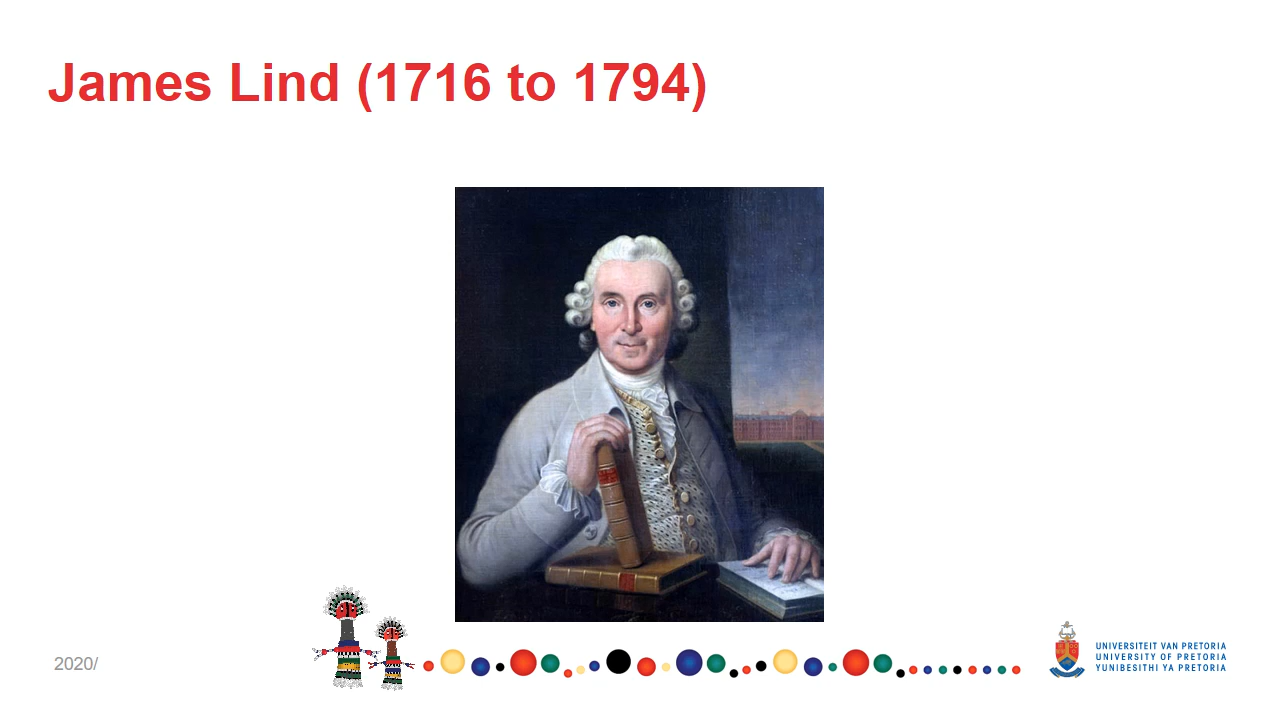 James Lind (1716 to 1794)
2020/
UNIVERSITEIT VAN PRETORIA
UNIVERSITY OF PRETORIA
YUNIBESITHI YA PRETORIA